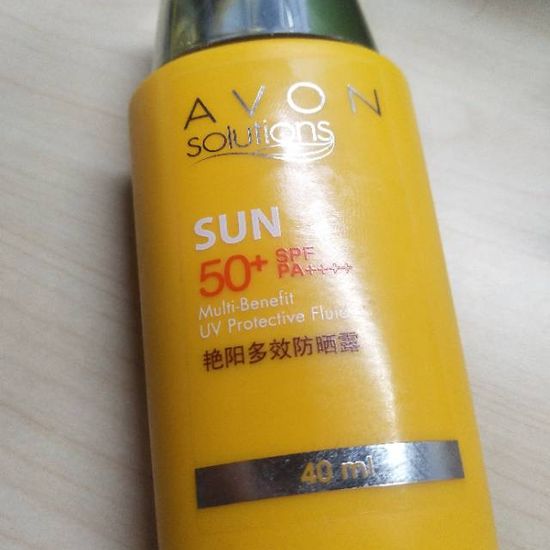 AVON
solutions
SUN
50+ SPF
PA++++
Multi-Benefit
UV Protective Fluid
艳阳多效防晒露
40 ml